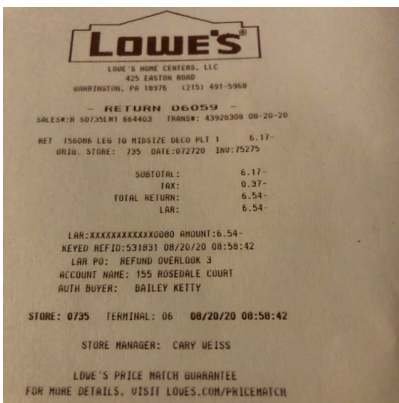 LOWE'S®
LOWE'S HOME CENTERS, LLC
425 EASTON ROAD
WARRINGTON, PA 18976 (215) 491-5968
- RETURN 06059 -
SALES#:R S0735LM1 664403 TRANS#: 43928308 08-20-20
RET 156086 LEG 1G MIDSIZE DECO PLT 1 6.17-
ORIG. STORE: 735 DATE:072720 INV:75275
SUBTOTAL: 6.17-
TAX: 0.37-
TOTAL RETURN: 6.54-
LAR: 6.54-
LAR:XXXXXXXXXXXX0080 AMOUNT:6.54-
KEYED REFID:531831 08/20/20 08:58:42
LAR PO: REFUND OVERLOOK 3
ACCOUNT NAME: 155 ROSEDALE COURT
AUTH BUYER: BAILEY KETTY
STORE: 0735 TERMINAL: 06 08/20/20 08:58:42
STORE MANAGER: CARY WEISS
LOWE'S PRICE MATCH GUARANTEE
FOR MORE DETAILS, VISIT LOWES.COM/PRICEMATCH